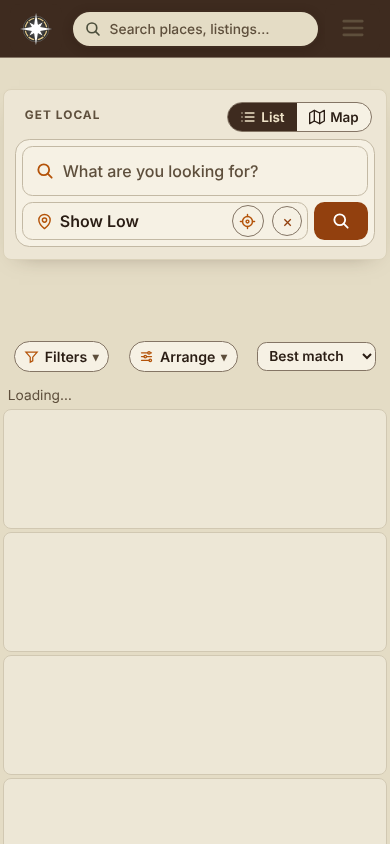 Search places, listings...
GET LOCAL
List
Map
What are you looking for?
Show Low
Filters ▾
Arrange ▾
Best match
Loading...